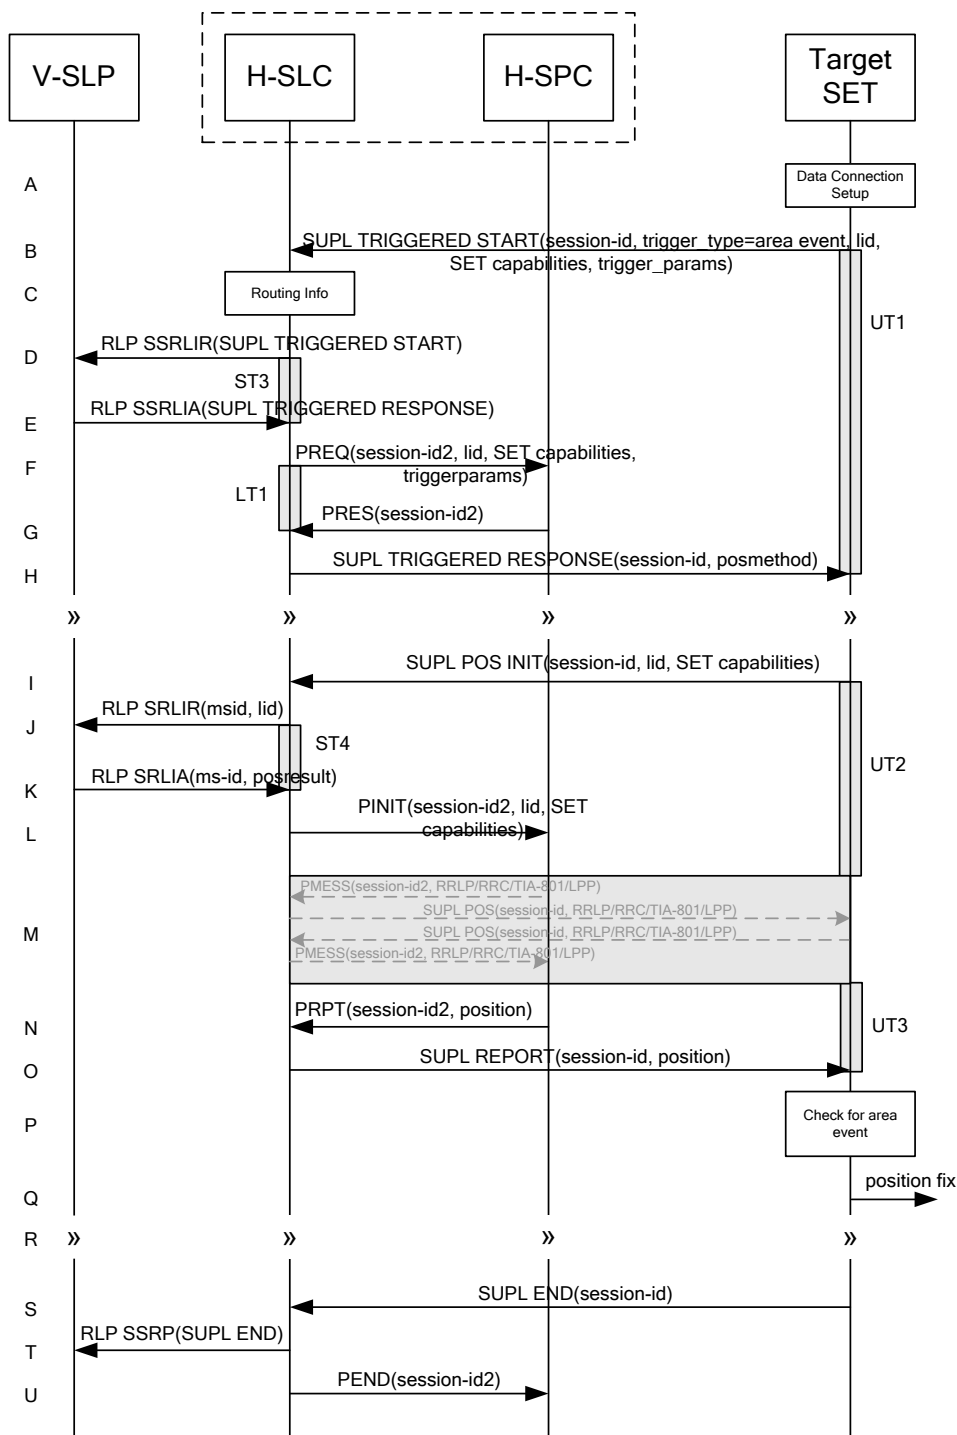 V-SLP
H-SLC
H-SPC
Target
SET
A
Data Connection
Setup
B
SUPL TRIGGERED START(session-id, trigger_type=area event, lid,
SET capabilities, trigger_params)
C
Routing Info
UT1
D
RLP SSRLIR(SUPL TRIGGERED START)
ST3
E
RLP SSRLIA(SUPL TRIGGERED RESPONSE)
F
PREQ(session-id2, lid, SET capabilities,
triggerparams)
LT1
G
PRES(session-id2)
H
SUPL TRIGGERED RESPONSE(session-id, posmethod)
» » » »
I
SUPL POS INIT(session-id, lid, SET capabilities)
J
RLP SRLIR(msid, lid)
ST4
UT2
K
RLP SRLIA(ms-id, posresult)
L
PINIT(session-id2, lid, SET
capabilities)
M
PMESS(session-id2, RRLP/RRC/TIA-801/LPP)
SUPL POS(session-id, RRLP/RRC/TIA-801/LPP)
SUPL POS(session-id, RRLP/RRC/TIA-801/LPP)
PMESS(session-id2, RRLP/RRC/TIA-801/LPP)
N
PRPT(session-id2, position)
UT3
O
SUPL REPORT(session-id, position)
P
Check for area
event
Q
position fix
R
» » » »
S
SUPL END(session-id)
T
RLP SSRP(SUPL END)
U
PEND(session-id2)